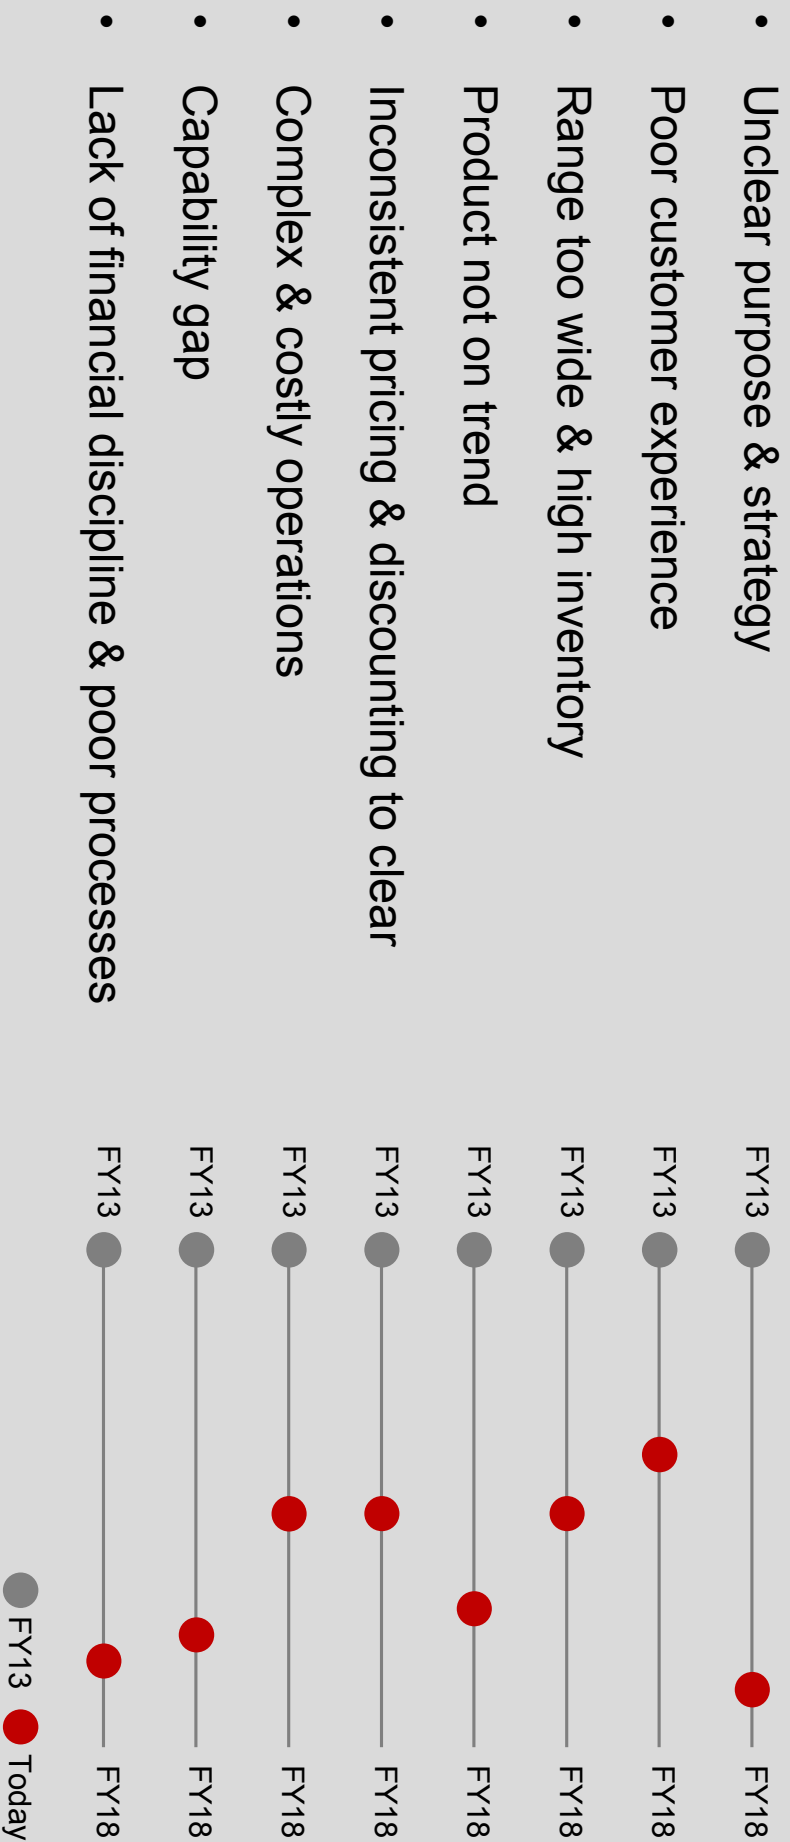 • Unclear purpose & strategy FY13 FY18
• Poor customer experience FY13 FY18
• Range too wide & high inventory FY13 FY18
• Product not on trend FY13 FY18
• Inconsistent pricing & discounting to clear FY13 FY18
• Complex & costly operations FY13 FY18
• Capability gap FY13 FY18
• Lack of financial discipline & poor processes FY13 FY18
FY13 Today